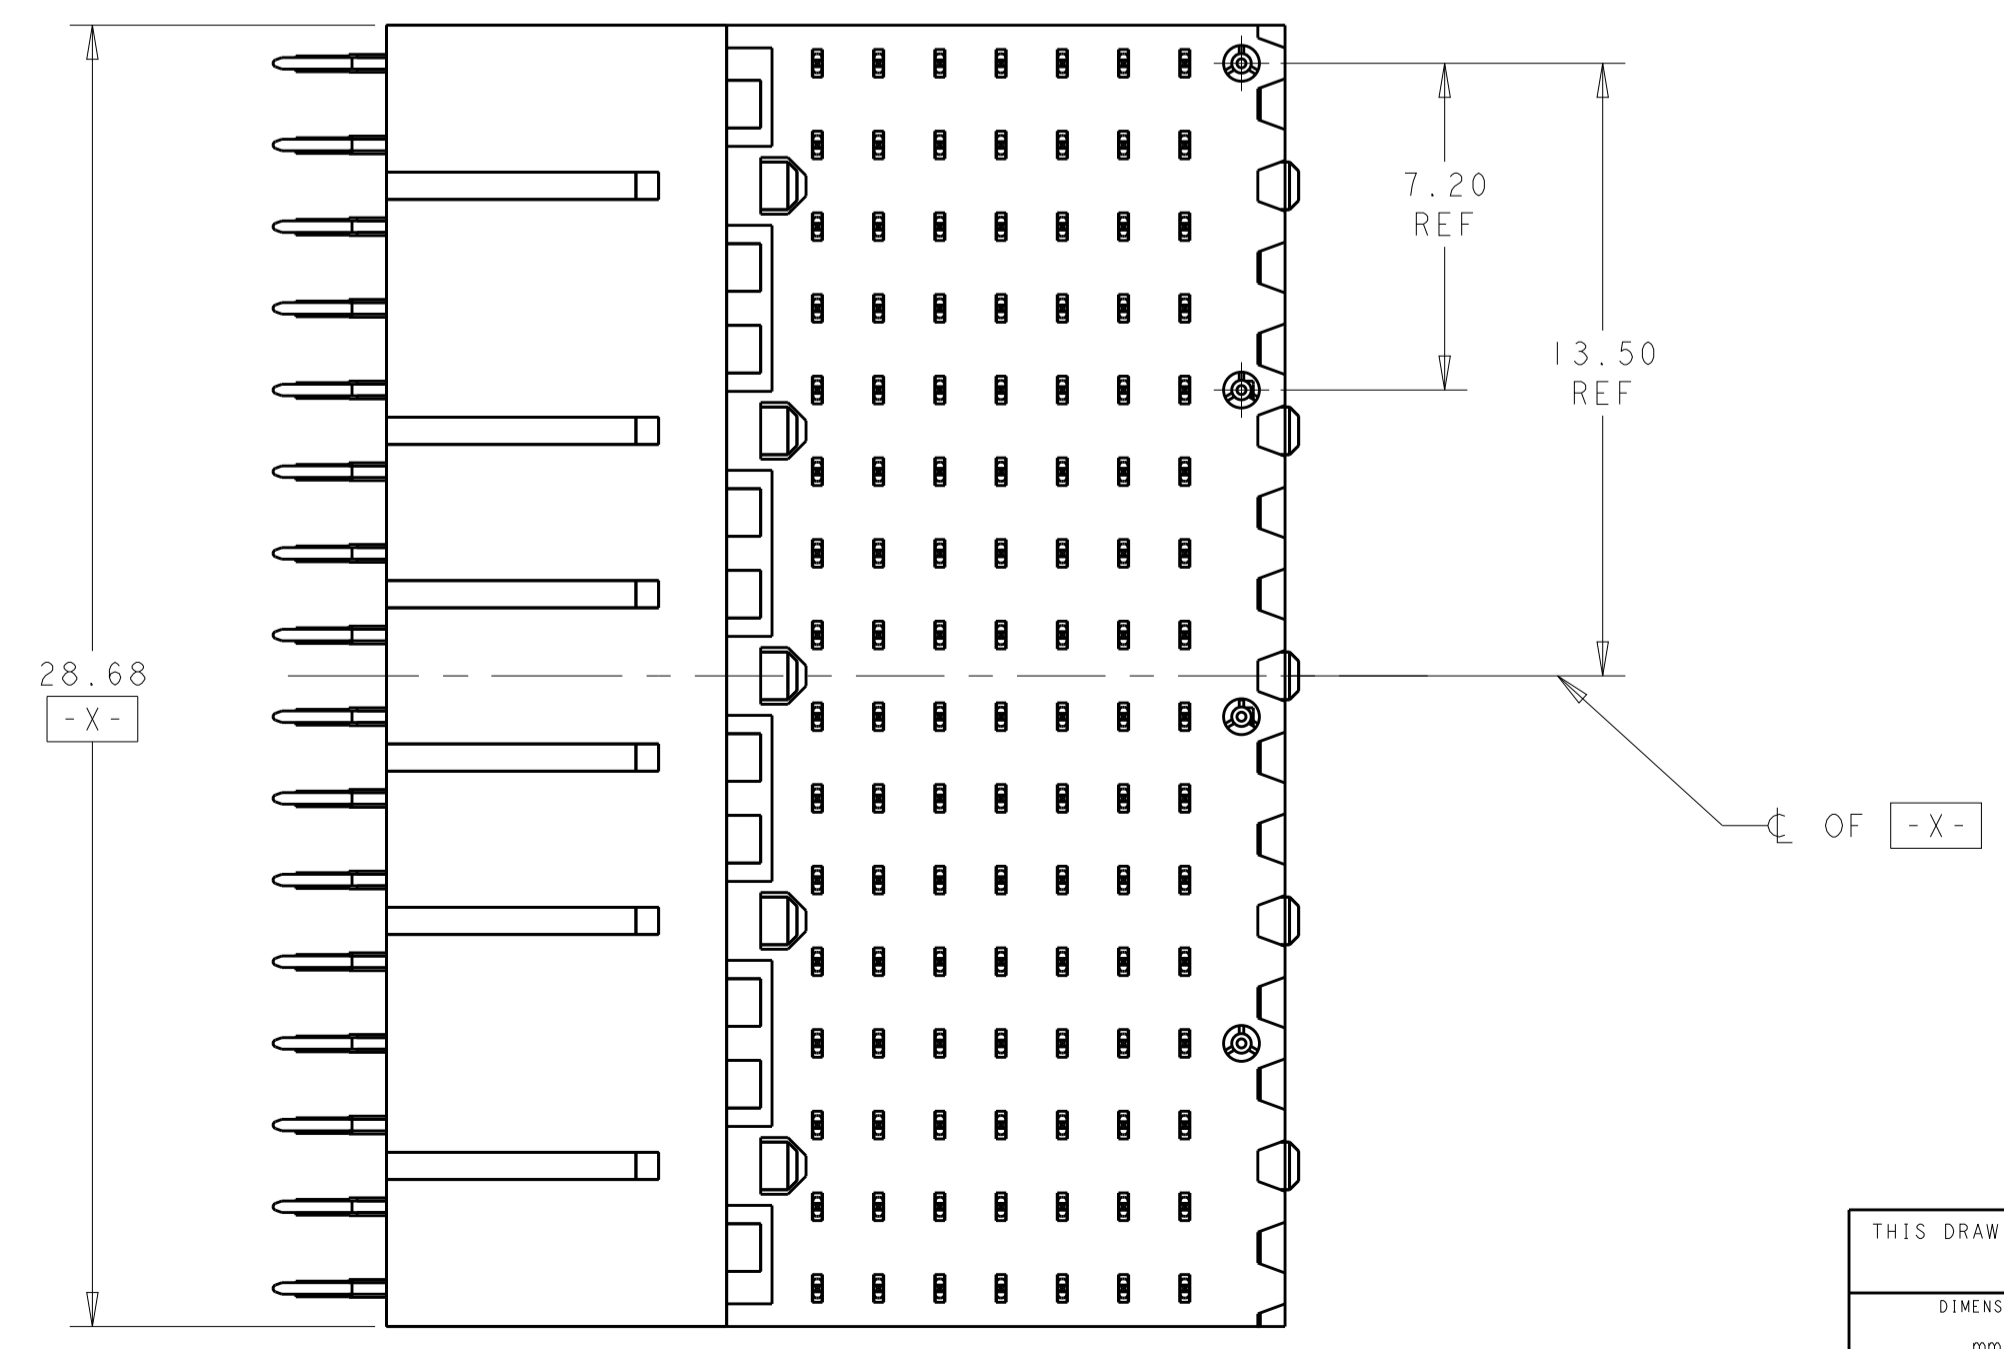 7.20
REF
13.50
REF
28.68
-X-
℄ OF -X-
THIS DRAW
DIMENS
mm